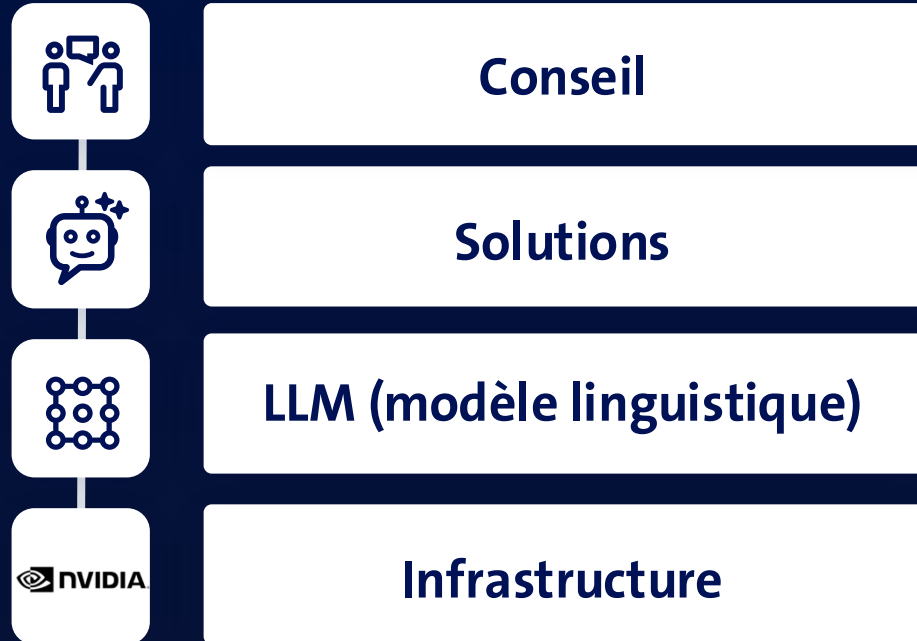 Conseil
Solutions
LLM (modèle linguistique)
NVIDIA.
Infrastructure